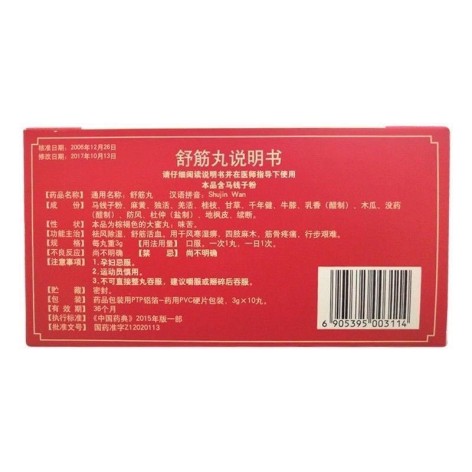 核准日期：2006年12月26日
修改日期：2017年10月13日
舒筋丸说明书
请仔细阅读说明书并在医师指导下使用
本品含马钱子粉
【药品名称】 通用名称：舒筋丸 汉语拼音：Shujin Wan
【成 份】 马钱子粉、麻黄、独活、羌活、桂枝、甘草、千年健、牛膝、乳香（醋制）、木瓜、没药
（醋制）、防风、杜仲（盐制）、地枫皮、续断。
【性 状】 本品为棕褐色的大蜜丸；味苦。
【功能主治】 祛风除湿，舒筋活血。用于风寒湿痹，四肢麻木，筋骨疼痛，行步艰难。
【规 格】 每丸重3g 【用法用量】 口服，一次1丸，一日1次。
【不良反应】 尚不明确 【禁 忌】 尚不明确
【注意事项】 1. 孕妇忌服。
2. 运动员慎用。
3. 不可直接整丸吞服，建议嚼服或掰碎后吞服。
【贮 藏】 密封。
【包 装】 药品包装用PTP铝箔—药用PVC硬片包装，3g×10丸。
【有 效 期】 36个月
【执行标准】 《中国药典》2015年版一部
【批准文号】 国药准字Z12020113
6 905395 003114